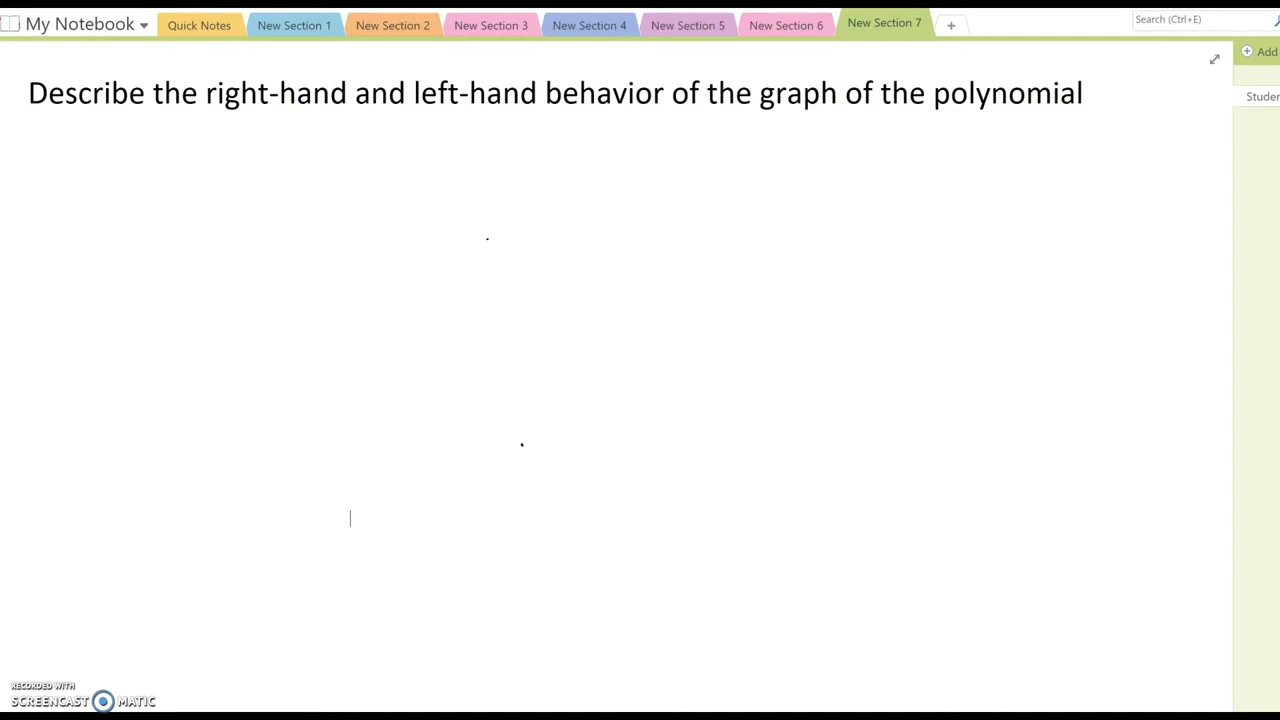 My Notebook
Quick Notes
New Section 1
New Section 2
New Section 3
New Section 4
New Section 5
New Section 6
New Section 7
Search (Ctrl+E)
Add
Describe the right-hand and left-hand behavior of the graph of the polynomial
Studer
RECORDED WITH
SCREENCAST MATIC